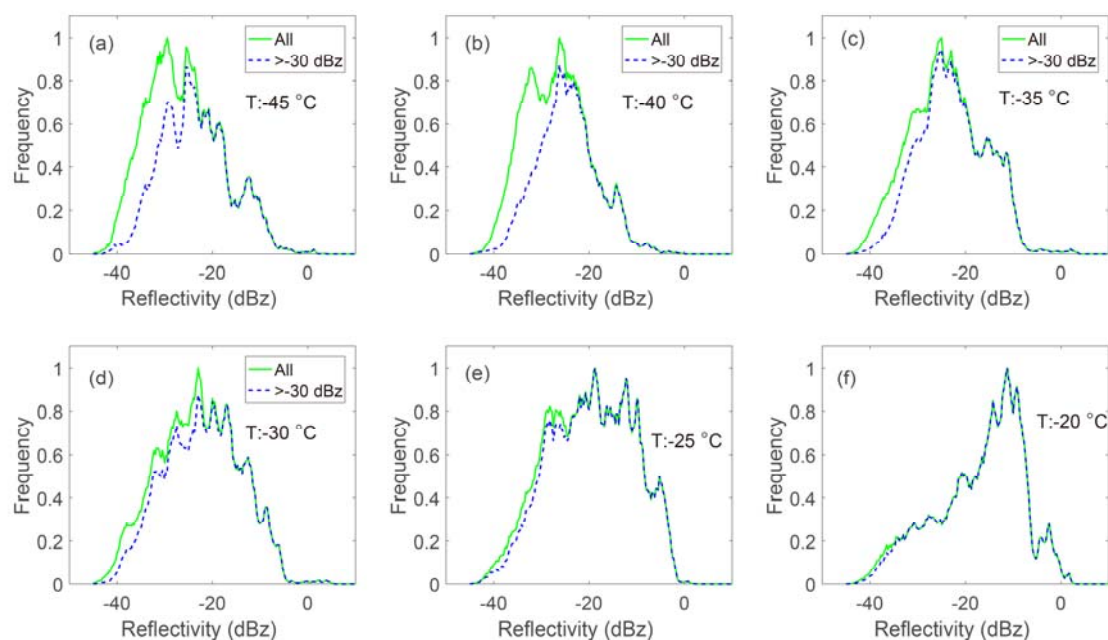 (a)
All
>-30 dBz
T:-45 °C
Frequency
1
0.8
0.6
0.4
0.2
0
-40
-20
0
Reflectivity (dBz)
(b)
All
>-30 dBz
T:-40 °C
Frequency
1
0.8
0.6
0.4
0.2
0
-40
-20
0
Reflectivity (dBz)
(c)
All
>-30 dBz
T:-35 °C
Frequency
1
0.8
0.6
0.4
0.2
0
-40
-20
0
Reflectivity (dBz)
(d)
All
>-30 dBz
T:-30 °C
Frequency
1
0.8
0.6
0.4
0.2
0
-40
-20
0
Reflectivity (dBz)
(e)
T:-25 °C
Frequency
1
0.8
0.6
0.4
0.2
0
-40
-20
0
Reflectivity (dBz)
(f)
T:-20 °C
Frequency
1
0.8
0.6
0.4
0.2
0
-40
-20
0
Reflectivity (dBz)